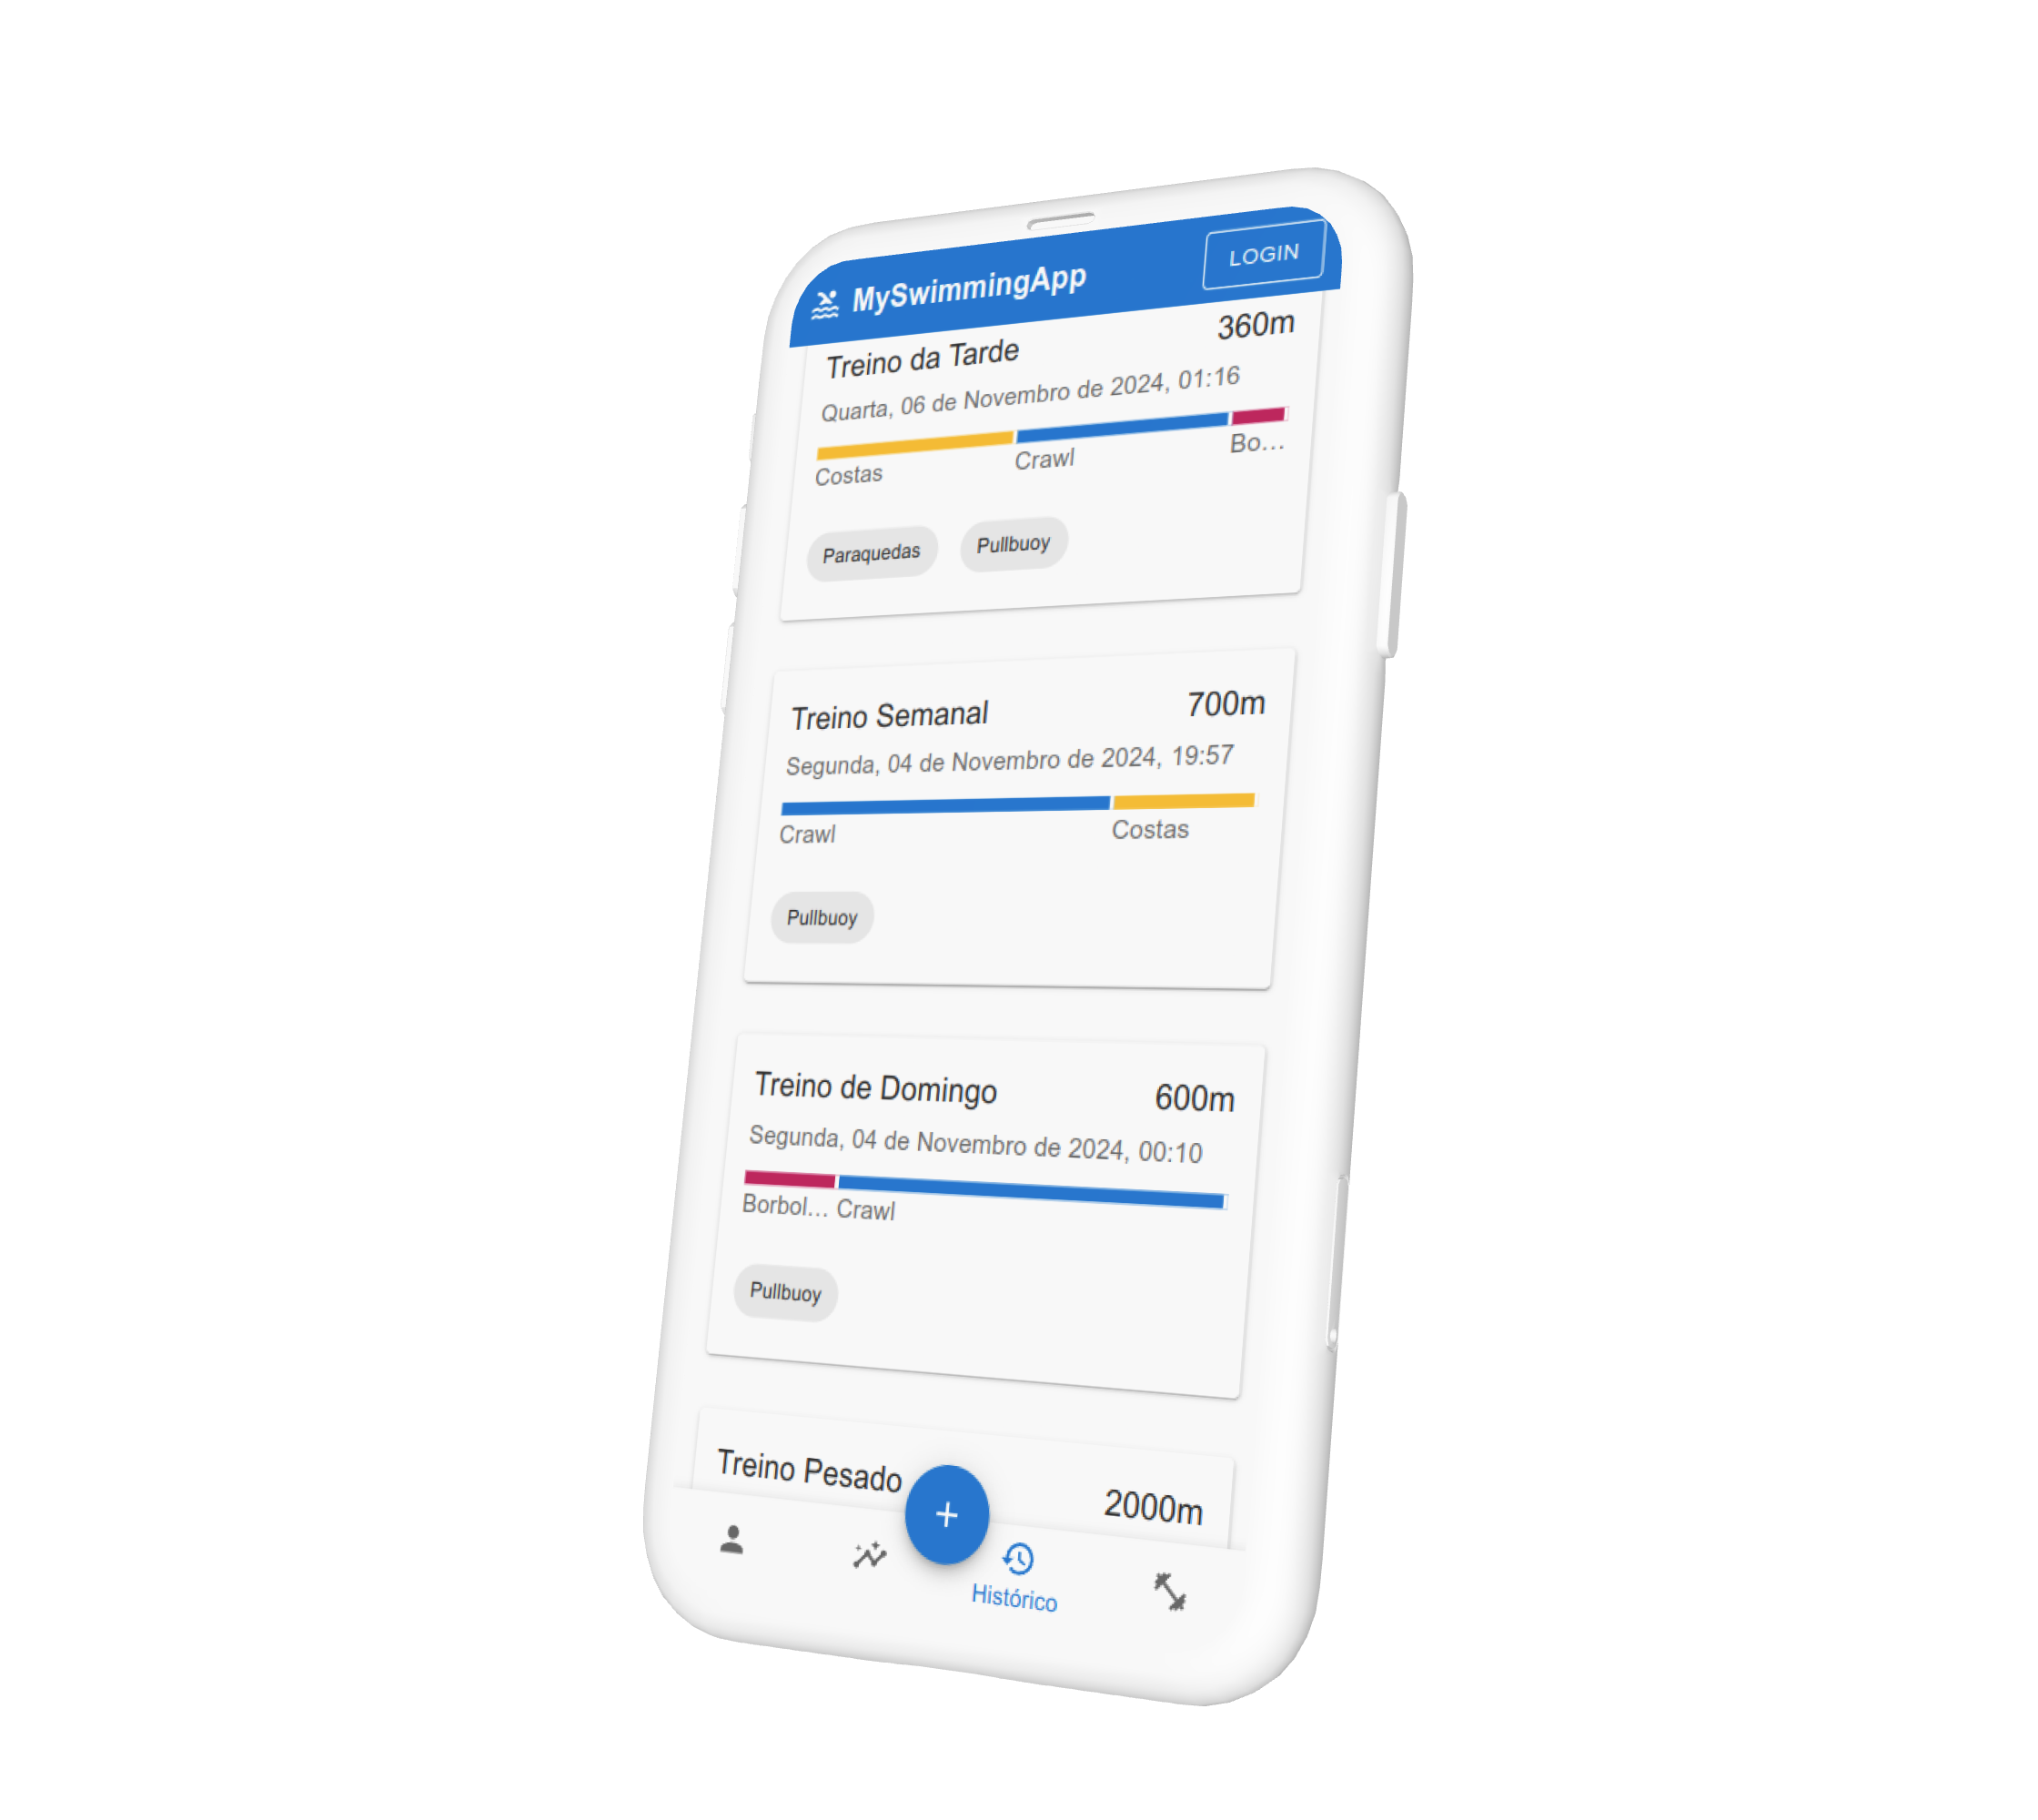 MySwimmingApp
LOGIN
Treino da Tarde
360m
Quarta, 06 de Novembro de 2024, 01:16
Costas
Crawl
Bo…
Paraquedas
Pullbuoy
Treino Semanal
700m
Segunda, 04 de Novembro de 2024, 19:57
Crawl
Costas
Pullbuoy
Treino de Domingo
600m
Segunda, 04 de Novembro de 2024, 00:10
Borbol…
Crawl
Pullbuoy
Treino Pesado
2000m
+
Histórico